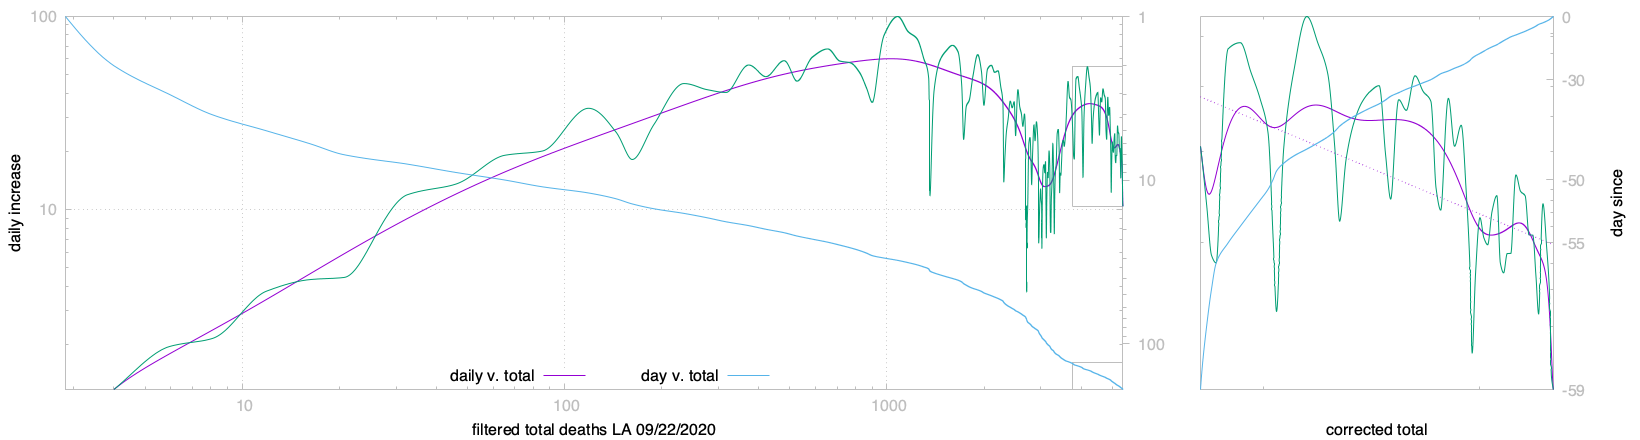 100
10
daily increase
10
100
1000
filtered total deaths LA 09/22/2020
daily v. total
day v. total
1
10
100
0
-30
-50
-55
-59
day since
corrected total